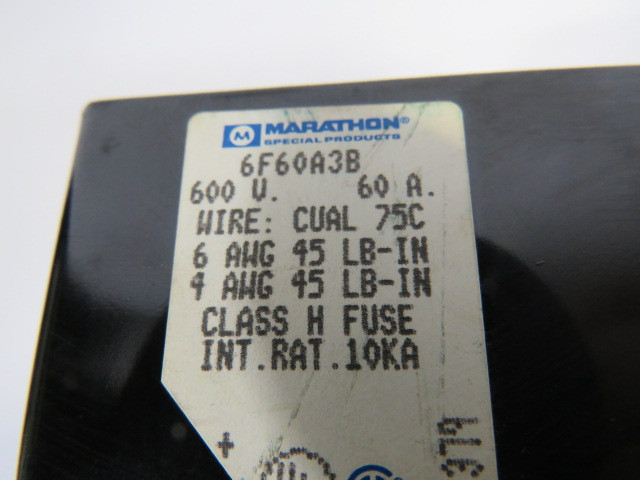 M MARATHON®
SPECIAL PRODUCTS
6F60A3B
600 V. 60 A.
WIRE: CUAL 75C
6 AWG 45 LB-IN
4 AWG 45 LB-IN
CLASS H FUSE
INT.RAT.10KA
+